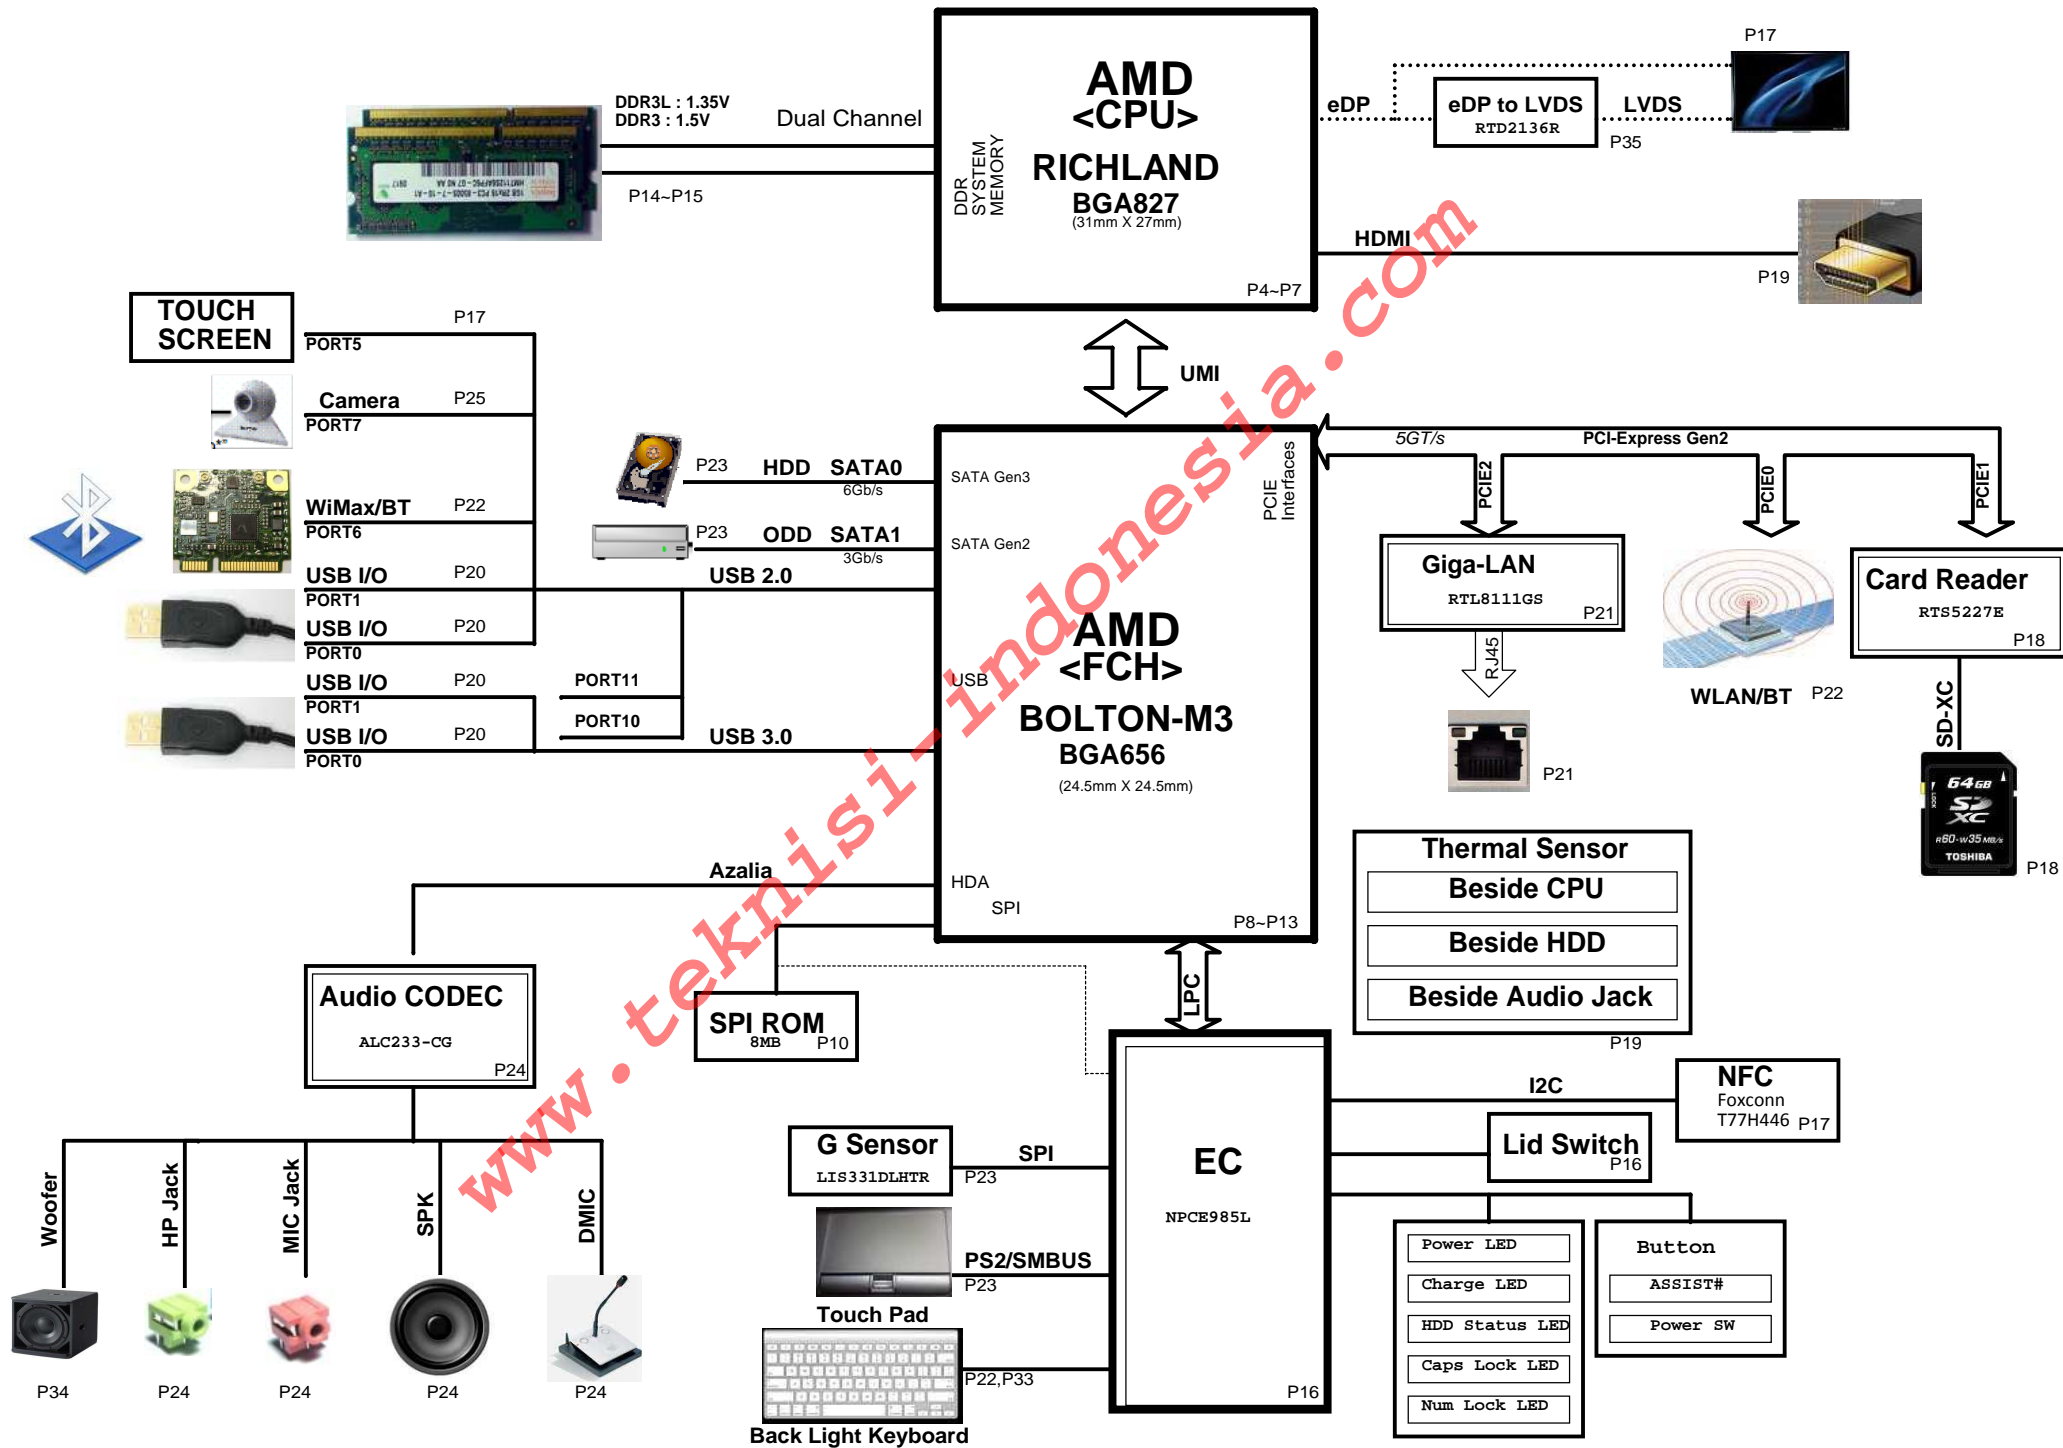 AMD
<CPU>
RICHLAND
BGA827
(31mm X 27mm)
P4~P7
DDR
SYSTEM
MEMORY
DDR3L : 1.35V
DDR3 : 1.5V
Dual Channel
P14~P15
eDP
eDP to LVDS
RTD2136R
P35
LVDS
P17
HDMI
P19
UMI
TOUCH
SCREEN
P17
PORT5
Camera
P25
PORT7
WiMax/BT
P22
PORT6
USB I/O
P20
PORT1
USB I/O
P20
PORT0
USB I/O
P20
PORT1
USB I/O
P20
PORT0
P23
HDD
SATA0
6Gb/s
P23
ODD
SATA1
3Gb/s
USB 2.0
PORT11
PORT10
USB 3.0
SATA Gen3
SATA Gen2
PCIE
Interfaces
AMD
<FCH>
USB
BOLTON-M3
BGA656
(24.5mm X 24.5mm)
HDA
SPI
P8~P13
5GT/s
PCI-Express Gen2
PCIE2
PCIE0
PCIE1
Giga-LAN
RTL8111GS
P21
RJ45
P21
WLAN/BT
P22
Card Reader
RTS5227E
P18
SD-XC
64GB
LOCK
SD
XC
R60-W35 MB/s
TOSHIBA
P18
Azalia
Audio CODEC
ALC233-CG
P24
SPI ROM
8MB
P10
LPC
Thermal Sensor
Beside CPU
Beside HDD
Beside Audio Jack
P19
EC
NPCE985L
P16
I2C
NFC
Foxconn
T77H446
P17
Lid Switch
P16
G Sensor
LIS331DLHTR
SPI
P23
PS2/SMBUS
P23
Touch Pad
P22,P33
Back Light Keyboard
Power LED
Charge LED
HDD Status LED
Caps Lock LED
Num Lock LED
Button
ASSIST#
Power SW
Woofer
HP Jack
MIC Jack
SPK
DMIC
P34
P24
P24
P24
P24
www.teknisi-indonesia.com